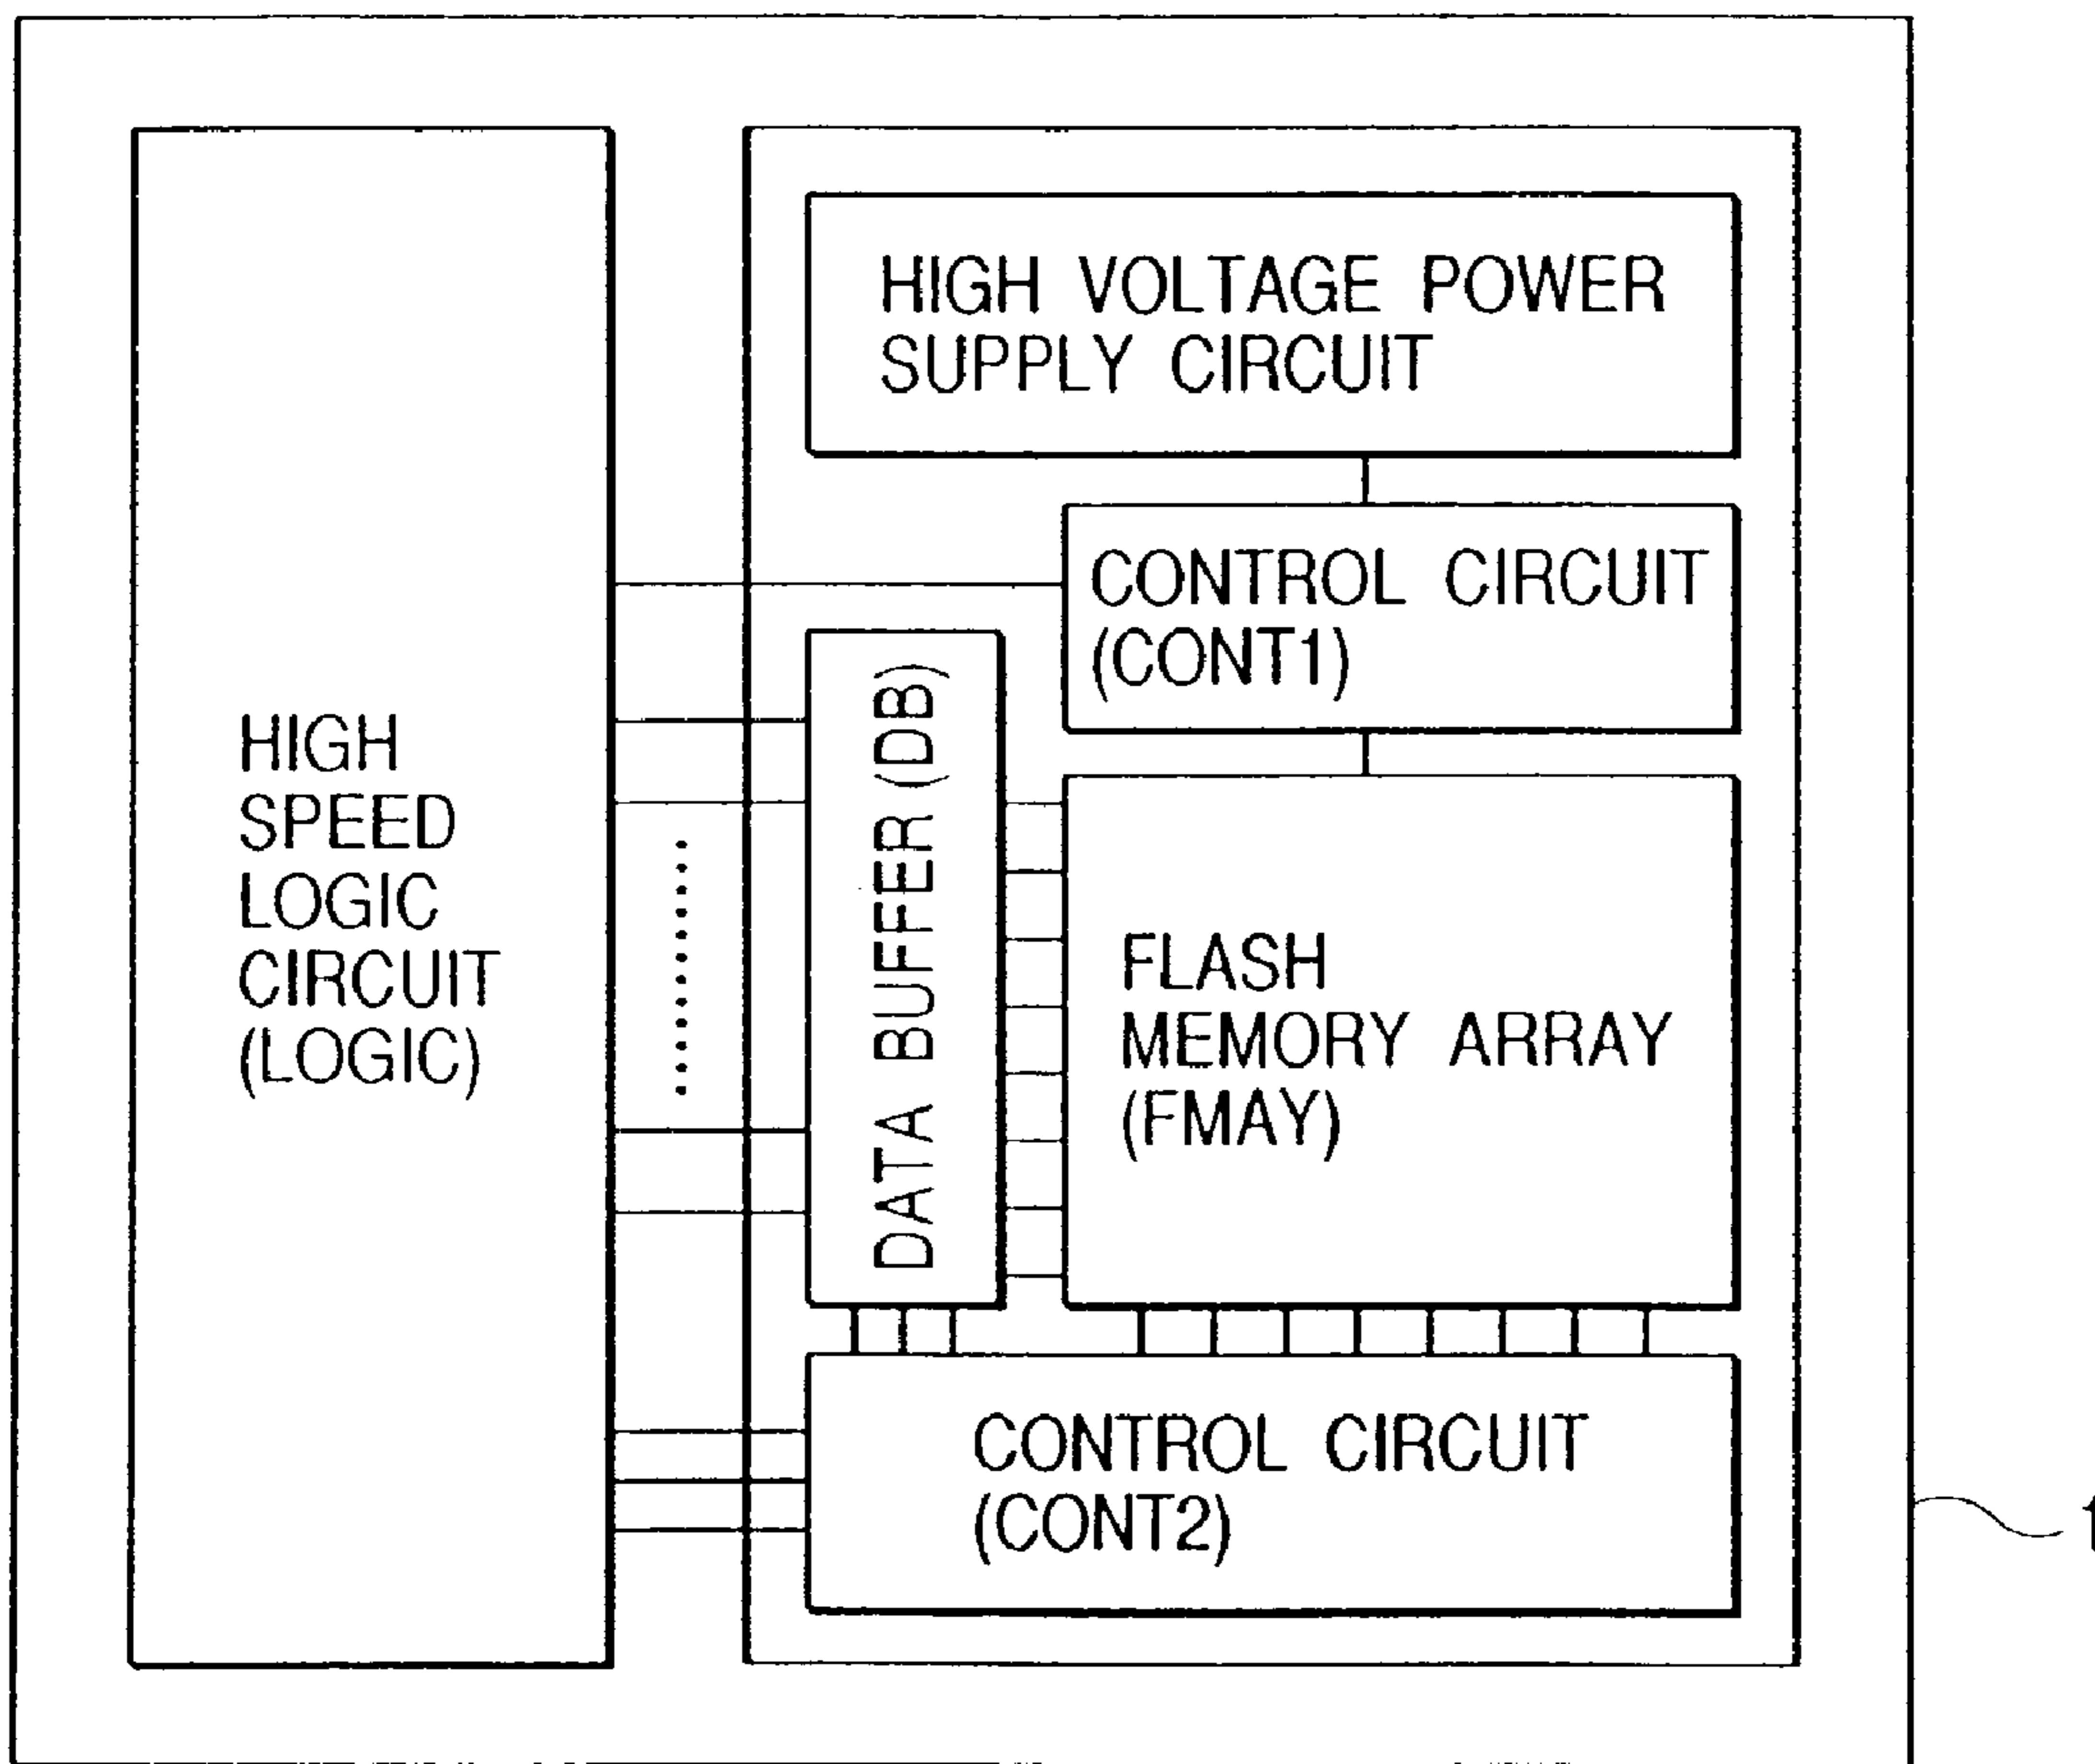 HIGH
SPEED
LOGIC
CIRCUIT
(LOGIC)
HIGH VOLTAGE POWER
SUPPLY CIRCUIT
CONTROL CIRCUIT
(CONT1)
DATA BUFFER (DB)
FLASH
MEMORY ARRAY
(FMAY)
CONTROL CIRCUIT
(CONT2)